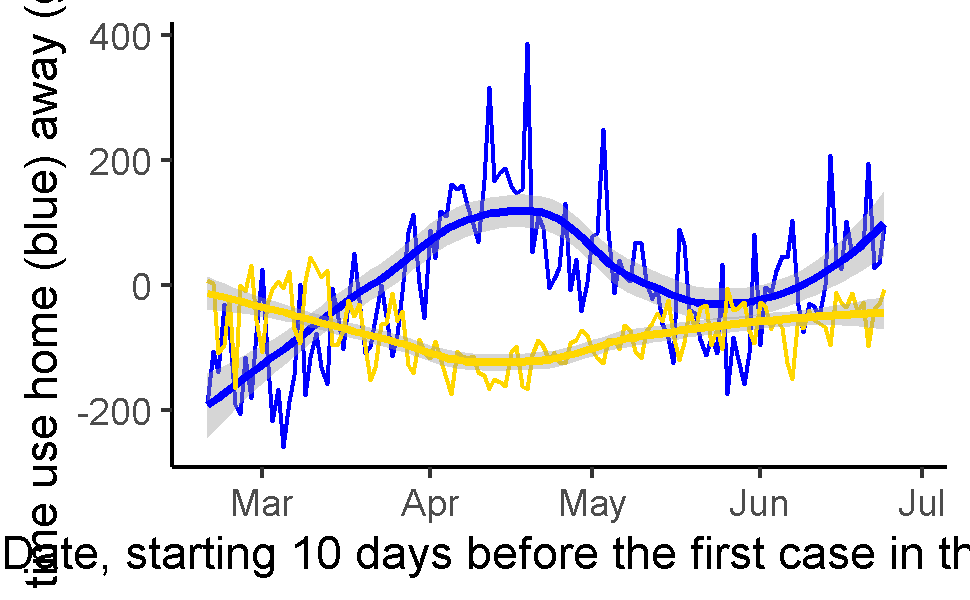 time use home (blue) away (
400
200
0
-200
Mar Apr May Jun Jul
Date, starting 10 days before the first case in th